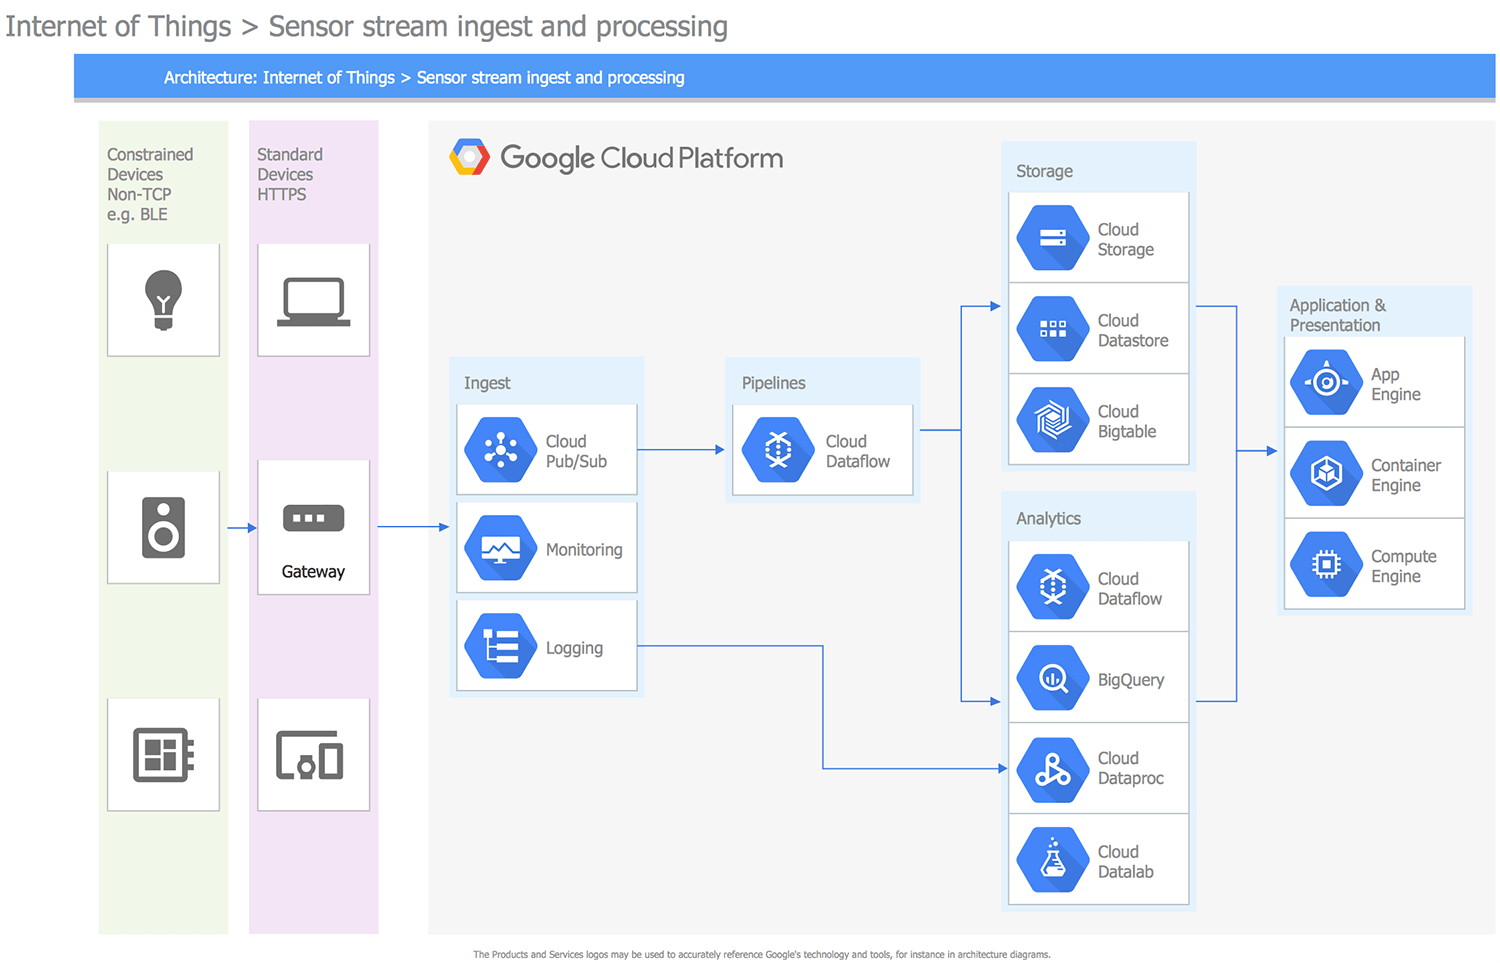 Internet of Things > Sensor stream ingest and processing
Architecture: Internet of Things > Sensor stream ingest and processing
Constrained
Devices
Non-TCP
e.g. BLE
Standard
Devices
HTTPS
Gateway
Google Cloud Platform
Ingest
Cloud
Pub/Sub
Monitoring
Logging
Pipelines
Cloud
Dataflow
Storage
Cloud
Storage
Cloud
Datastore
Cloud
Bigtable
Analytics
Cloud
Dataflow
BigQuery
Cloud
Dataproc
Cloud
Datalab
Application &
Presentation
App
Engine
Container
Engine
Compute
Engine
The Products and Services logos may be used to accurately reference Google's technology and tools, for instance in architecture diagrams.